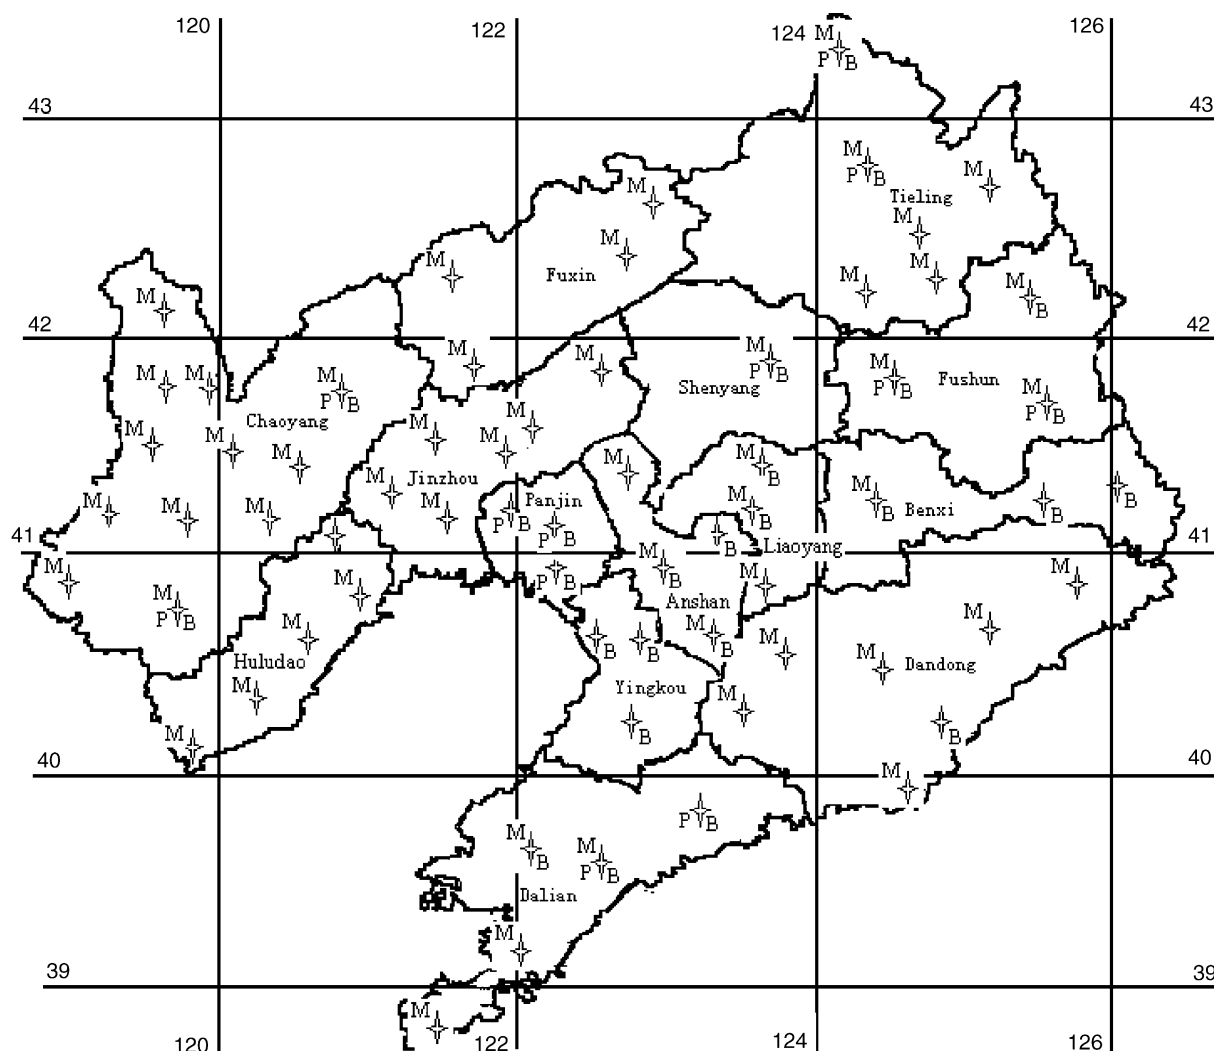 120
122
124
126
M
P B
43
43
M
P B
M
M
Tieling
M
M
Fuxin
M
M
M
M
B
M
42
42
M
M
M
M
B
Shenyang
M
B
Fushun
M
P B
M
M
M
P B
Chaoyang
M
M
M
M
M
M
M
B
M
Jinzhou
M
M
P B
Panjin
P B
M
B
B
M
B
Benxi
M
B
M
B
M
M
M
M
41
41
B
Liaoyang
M
P B
M
B
M
M
M
P B
M
Anshan
M
B
B
B
M
M
M
Huludao
M
Yingkou
B
M
Dandong
B
M
M
40
40
M
P B
M
B
M
P B
Dalian
M
39
39
M
120
122
124
126